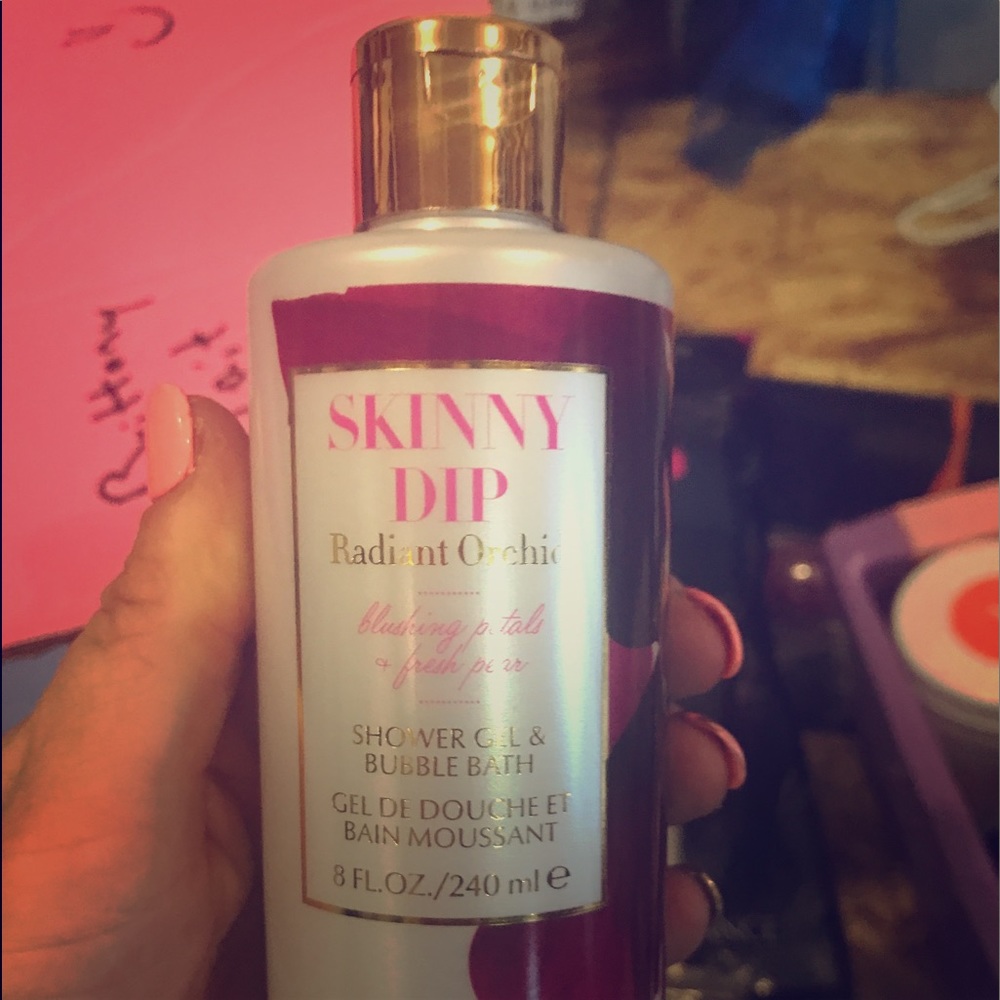 SKINNY
DIP
Radiant Orchid
blushing petals
+ fresh pear
SHOWER GEL &
BUBBLE BATH
GEL DE DOUCHE ET
BAIN MOUSSANT
8 FL.OZ./240 ml e